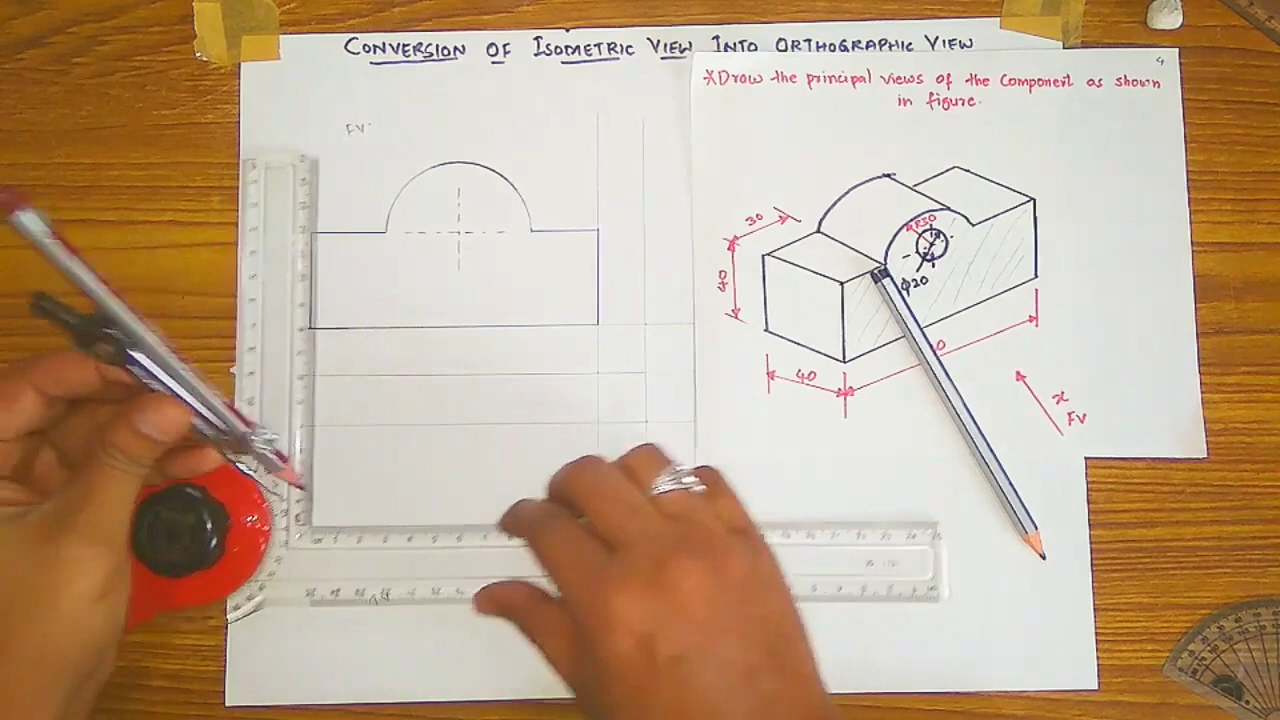 CONVERSION OF ISOMETRIC VIEW INTO ORTHOGRAPHIC VIEW
4
*Draw the principal views of the Component as shown
in figure.
FV
30
R30
40
φ20
40
x
FV